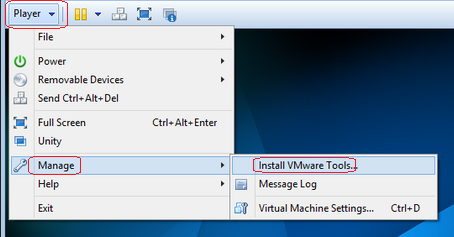 Player
File
Power
Removable Devices
Send Ctrl+Alt+Del
Full Screen Ctrl+Alt+Enter
Unity
Manage
Install VMware Tools...
Help
Message Log
Exit
Virtual Machine Settings... Ctrl+D